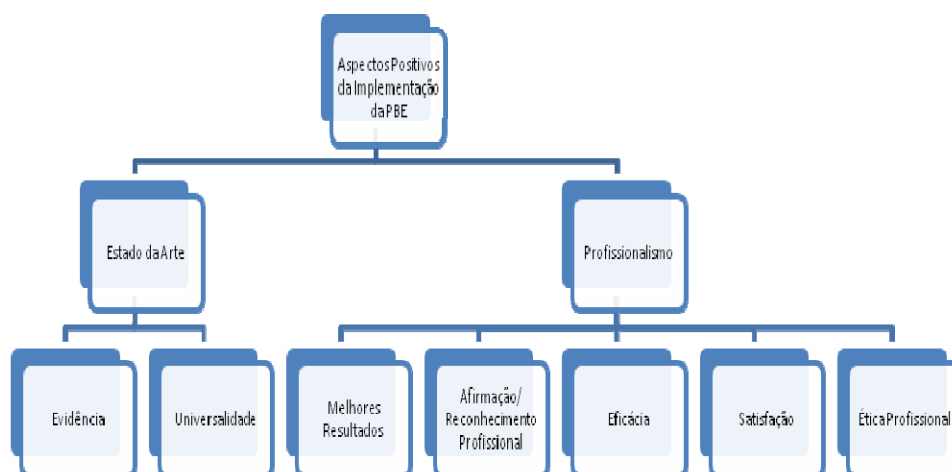 Aspectos Positivos
da Implementação
da PBE
Estado da Arte
Profissionalismo
Evidência
Universalidade
Melhores
Resultados
Afirmação/
Reconhecimento
Profissional
Eficácia
Satisfação
Ética Profissional